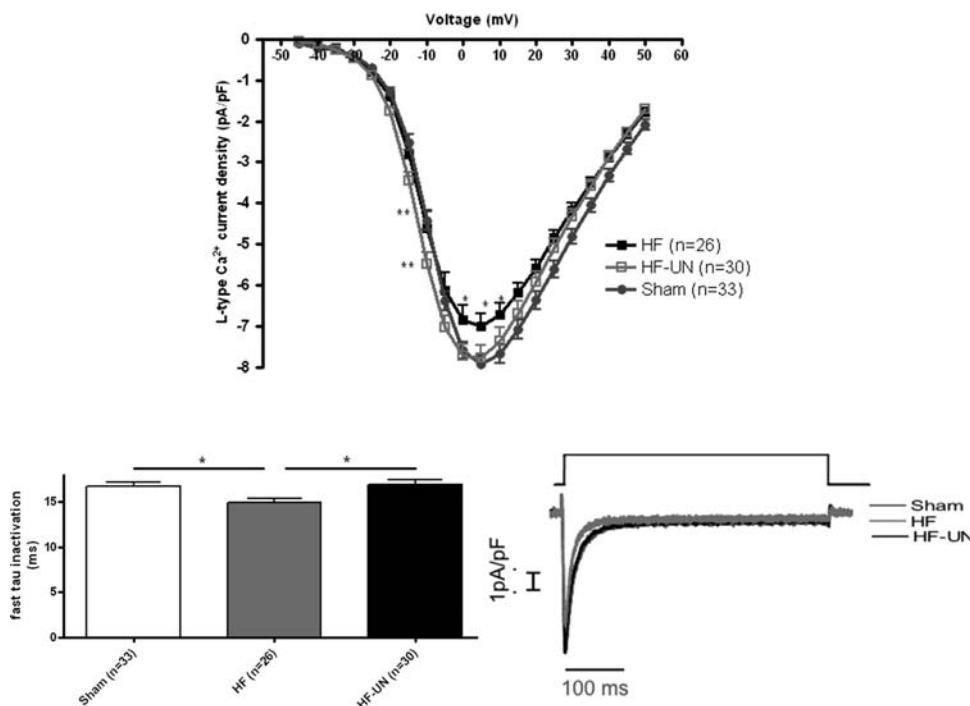 Voltage (mV)
0
-50 -40 -30 -20 -10 0 10 20 30 40 50 60
-1
-2
-3
-4
-5
-6
-7
-8
L-type Ca²⁺ current density (pA/pF)
**
**
* * *
HF (n=26)
HF-UN (n=30)
Sham (n=33)
fast tau inactivation
(ms)
15
10
5
0
* *
Sham (n=33)
HF (n=26)
HF-UN (n=30)
Sham
HF
HF-UN
1pA/pF
100 ms